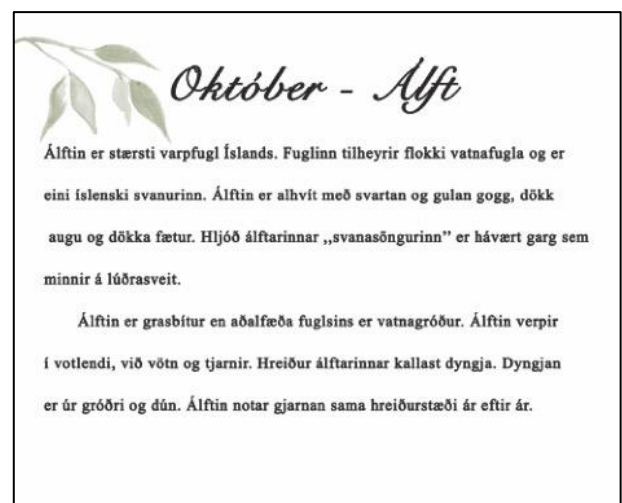 Október - Álft
Álftin er stærsti varpfugl Íslands. Fuglinn tilheyrir flokki vatnafugla og er
eini íslenski svanurinn. Álftin er alhvít með svartan og gulan gogg, dökk
augu og dökka fætur. Hljóð álftarinnar ,,svanasöngurinn” er hávært garg sem
minnir á lúðrasveit.
Álftin er grasbítur en aðalfæða fuglsins er vatnagróður. Álftin verpir
í votlendi, við vötn og tjarnir. Hreiður álftarinnar kallast dyngja. Dyngjan
er úr gróðri og dún. Álftin notar gjarnan sama hreiðurstæði ár eftir ár.